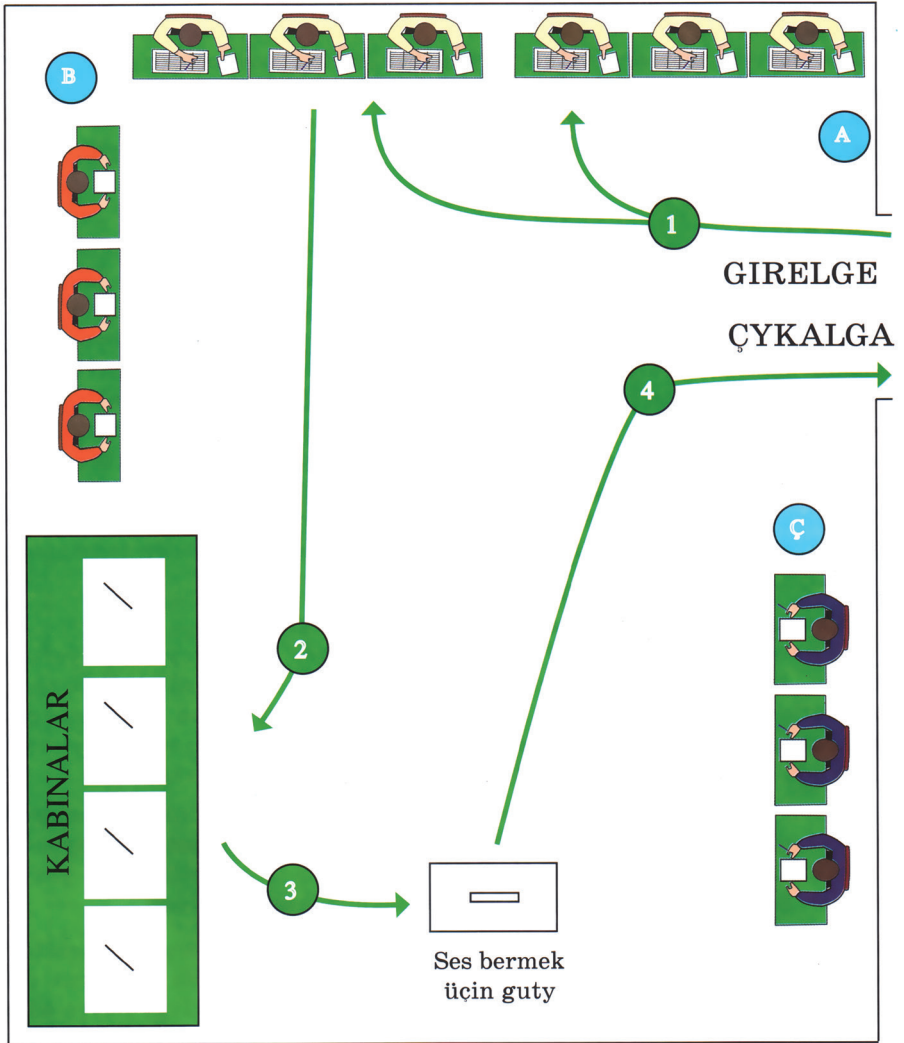 B
A
1
GIRELGE
ÇYKALGA
4
Ç
2
KABINALAR
3
Ses bermek
üçin guty